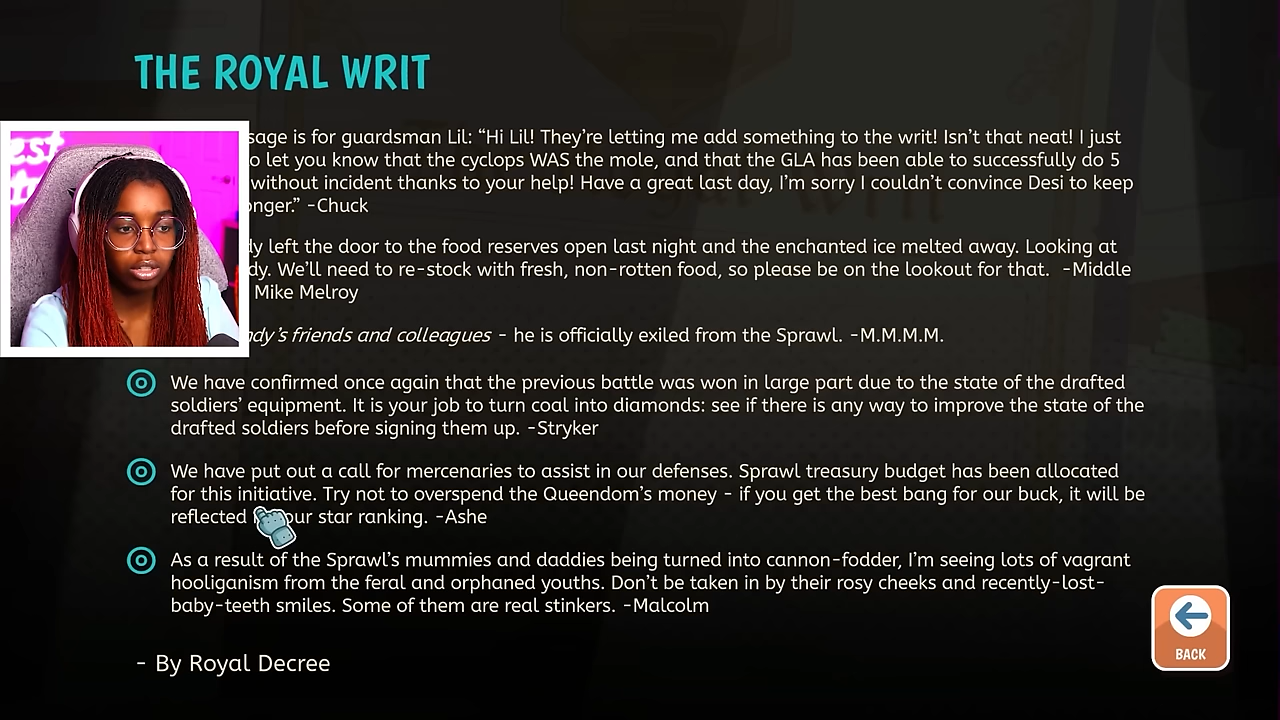 THE ROYAL WRIT
sage is for guardsman Lil: “Hi Lil! They’re letting me add something to the writ! Isn’t that neat! I just
o let you know that the cyclops WAS the mole, and that the GLA has been able to successfully do 5
without incident thanks to your help! Have a great last day, I’m sorry I couldn’t convince Desi to keep
onger.” -Chuck
dy left the door to the food reserves open last night and the enchanted ice melted away. Looking at
dy. We’ll need to re-stock with fresh, non-rotten food, so please be on the lookout for that. -Middle
Mike Melroy
ndy’s friends and colleagues - he is officially exiled from the Sprawl. -M.M.M.M.
We have confirmed once again that the previous battle was won in large part due to the state of the drafted
soldiers’ equipment. It is your job to turn coal into diamonds: see if there is any way to improve the state of the
drafted soldiers before signing them up. -Stryker
We have put out a call for mercenaries to assist in our defenses. Sprawl treasury budget has been allocated
for this initiative. Try not to overspend the Queendom’s money - if you get the best bang for our buck, it will be
reflected our star ranking. -Ashe
As a result of the Sprawl’s mummies and daddies being turned into cannon-fodder, I’m seeing lots of vagrant
hooliganism from the feral and orphaned youths. Don’t be taken in by their rosy cheeks and recently-lost-
baby-teeth smiles. Some of them are real stinkers. -Malcolm
- By Royal Decree
BACK